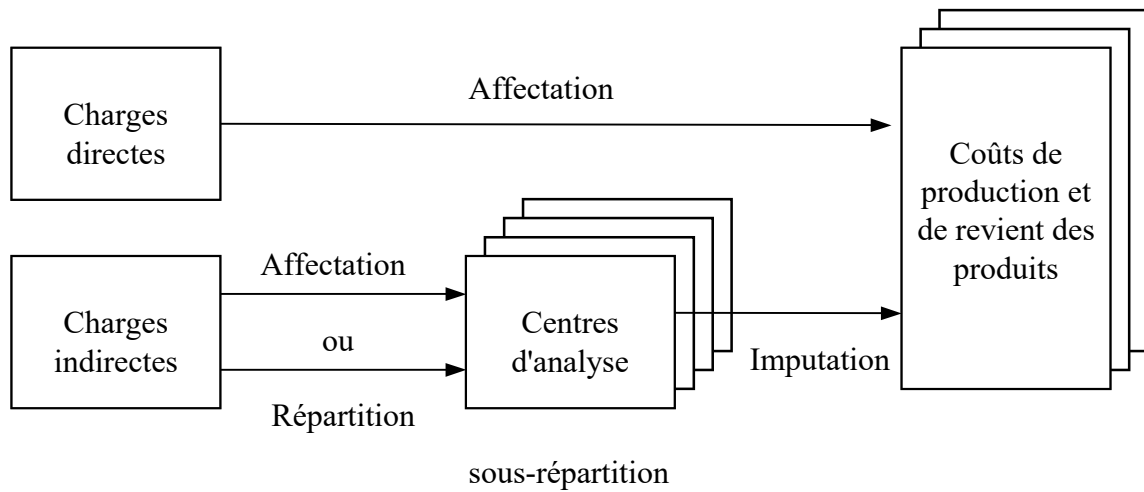 Affectation
Charges
directes
Coûts de
production et
de revient des
produits
Affectation
Charges
indirectes
ou
Centres
d'analyse
Imputation
Répartition
sous-répartition